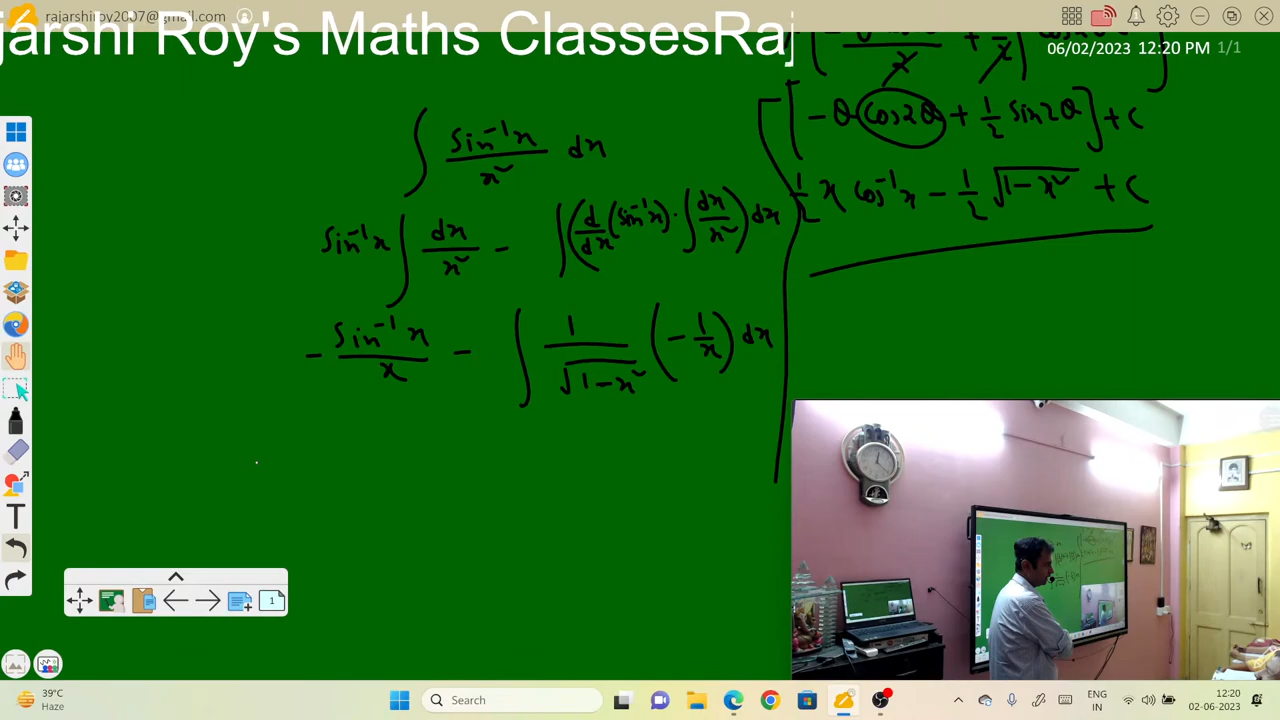 rajarshiroy2007@gmail.com
jarshi Roy's Maths ClassesRaj
06/02/2023 12:20 PM 1/1
[-θ cos2θ + 1/2 sin2θ] + c
1/2 x cos⁻¹x - 1/2 √(1-x²) + c
∫ sin⁻¹x/x² dx
sin⁻¹x ∫ dx/x² - ∫(d/dx (sin⁻¹x) · ∫ dx/x²) dx
- sin⁻¹x/x - ∫ 1/√(1-x²) (-1/x) dx
T
1
39°C
Haze
Search
ENG
IN
12:20
02-06-2023